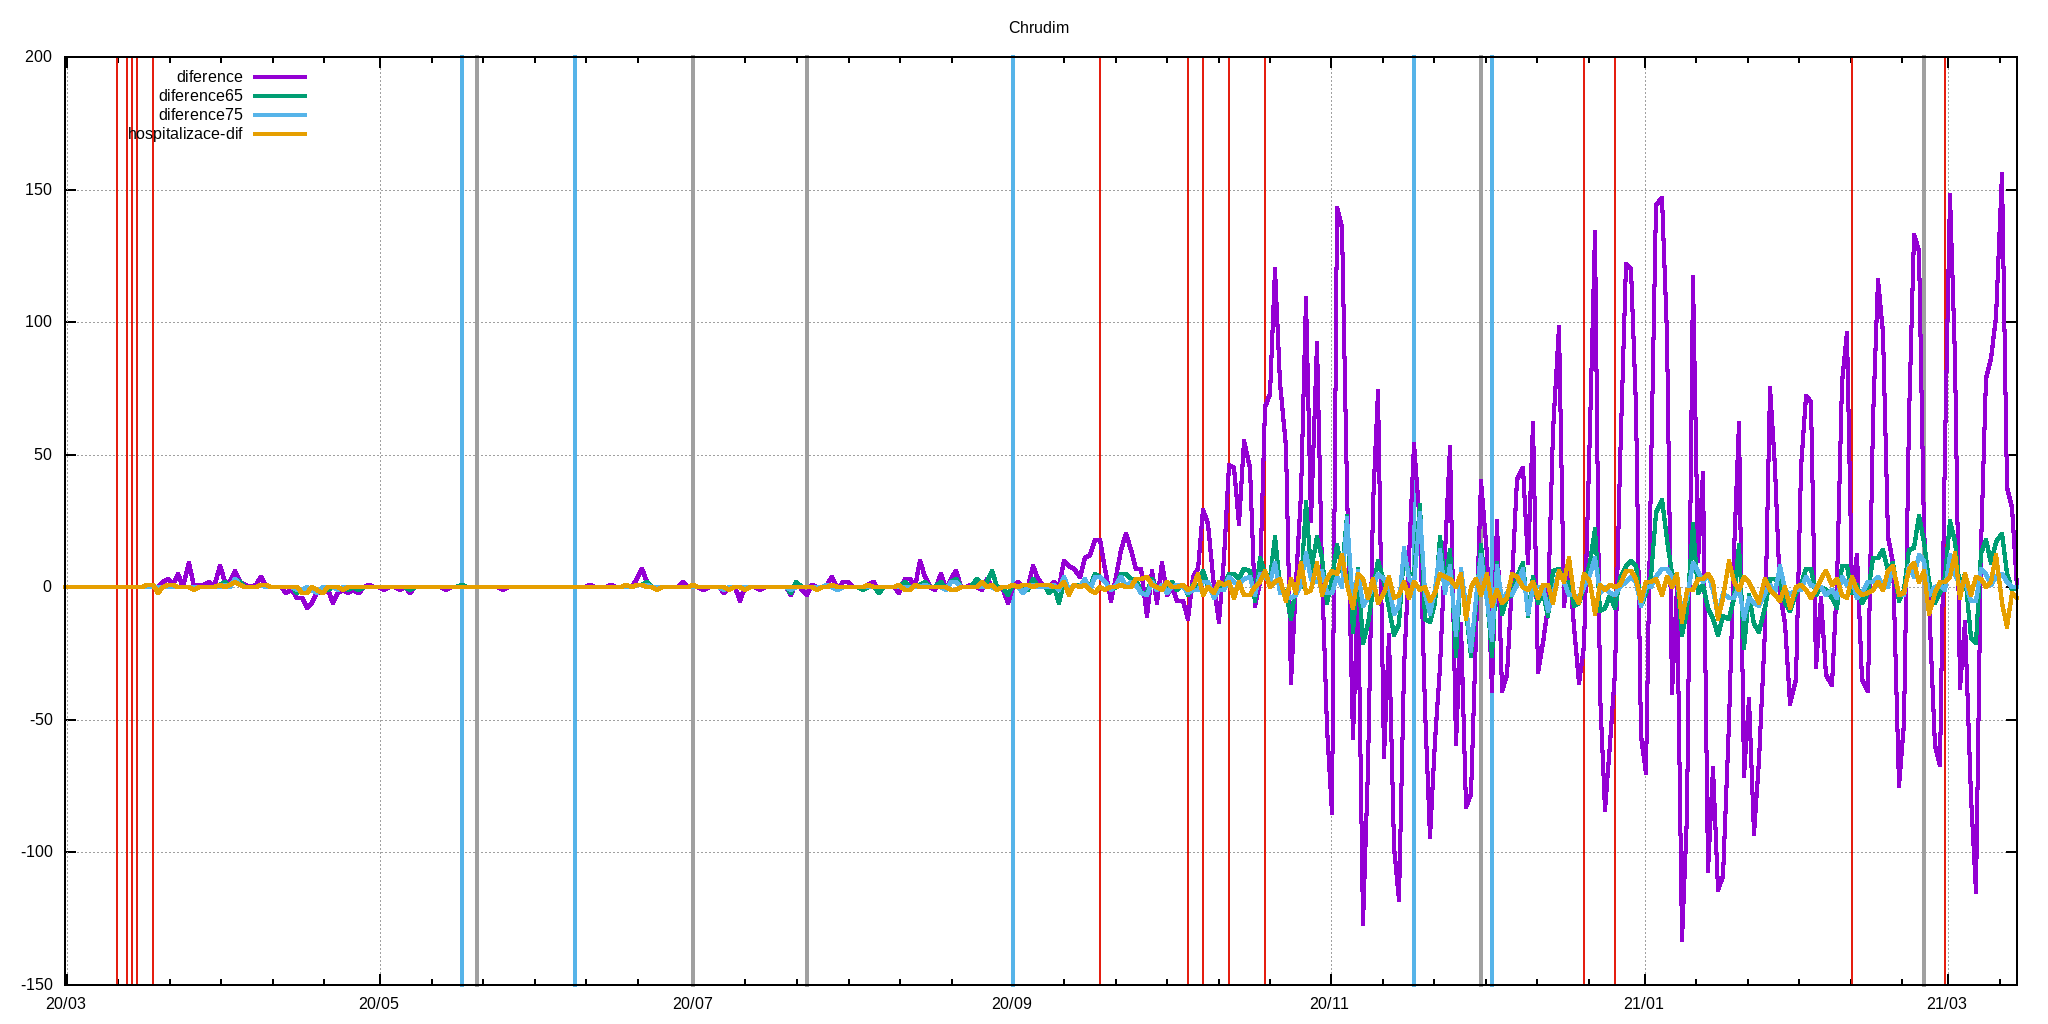 Chrudim
200
diference
diference65
diference75
hospitalizace-dif
150
100
50
0
-50
-100
-150
20/03 20/05 20/07 20/09 20/11 21/01 21/03